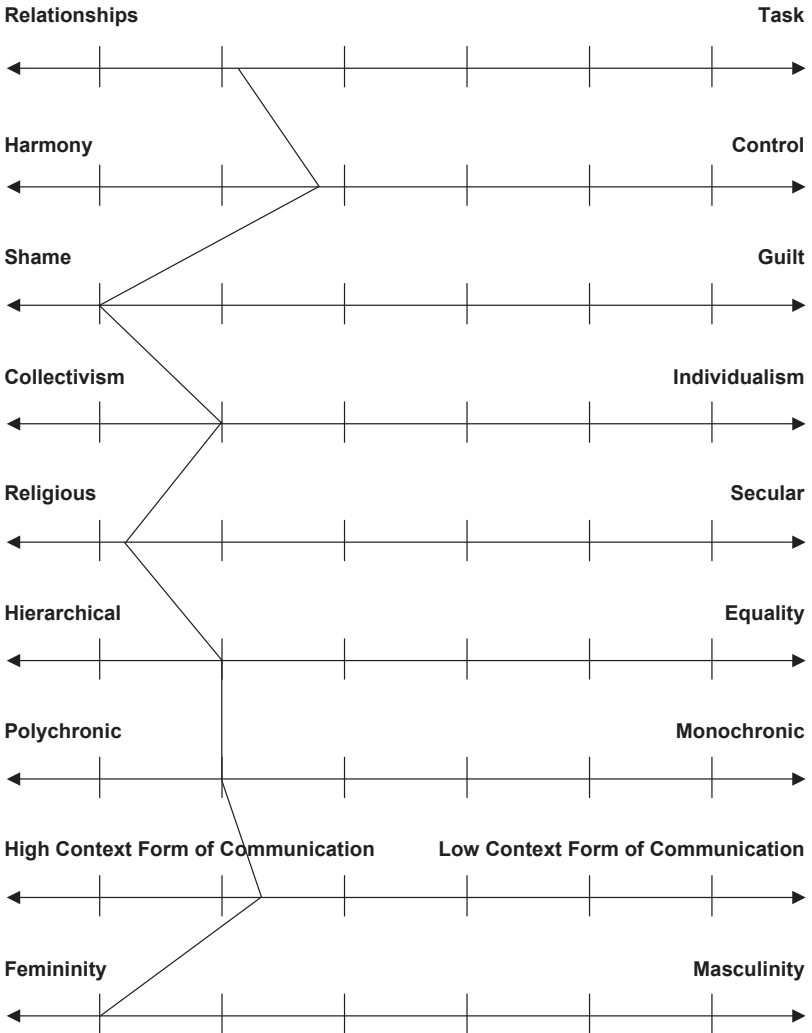 Relationships Task
Harmony Control
Shame Guilt
Collectivism Individualism
Religious Secular
Hierarchical Equality
Polychronic Monochronic
High Context Form of Communication Low Context Form of Communication
Femininity Masculinity